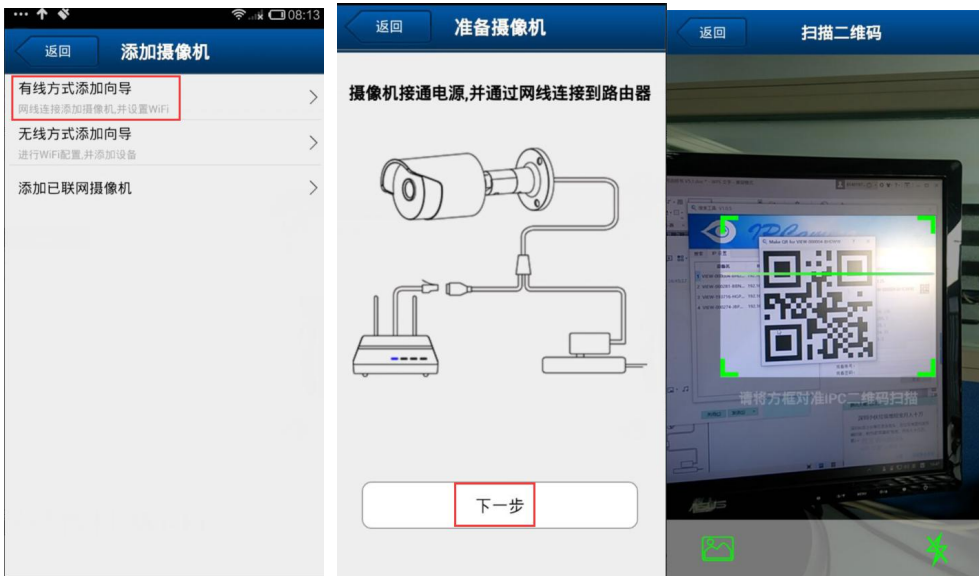 08:13
返回
添加摄像机
有线方式添加向导
网线连接添加摄像机,并设置WiFi
无线方式添加向导
进行WiFi配置,并添加设备
添加已联网摄像机
返回
准备摄像机
摄像机接通电源,并通过网线连接到路由器
下一步
返回
扫描二维码
请将方框对准IPC二维码扫描